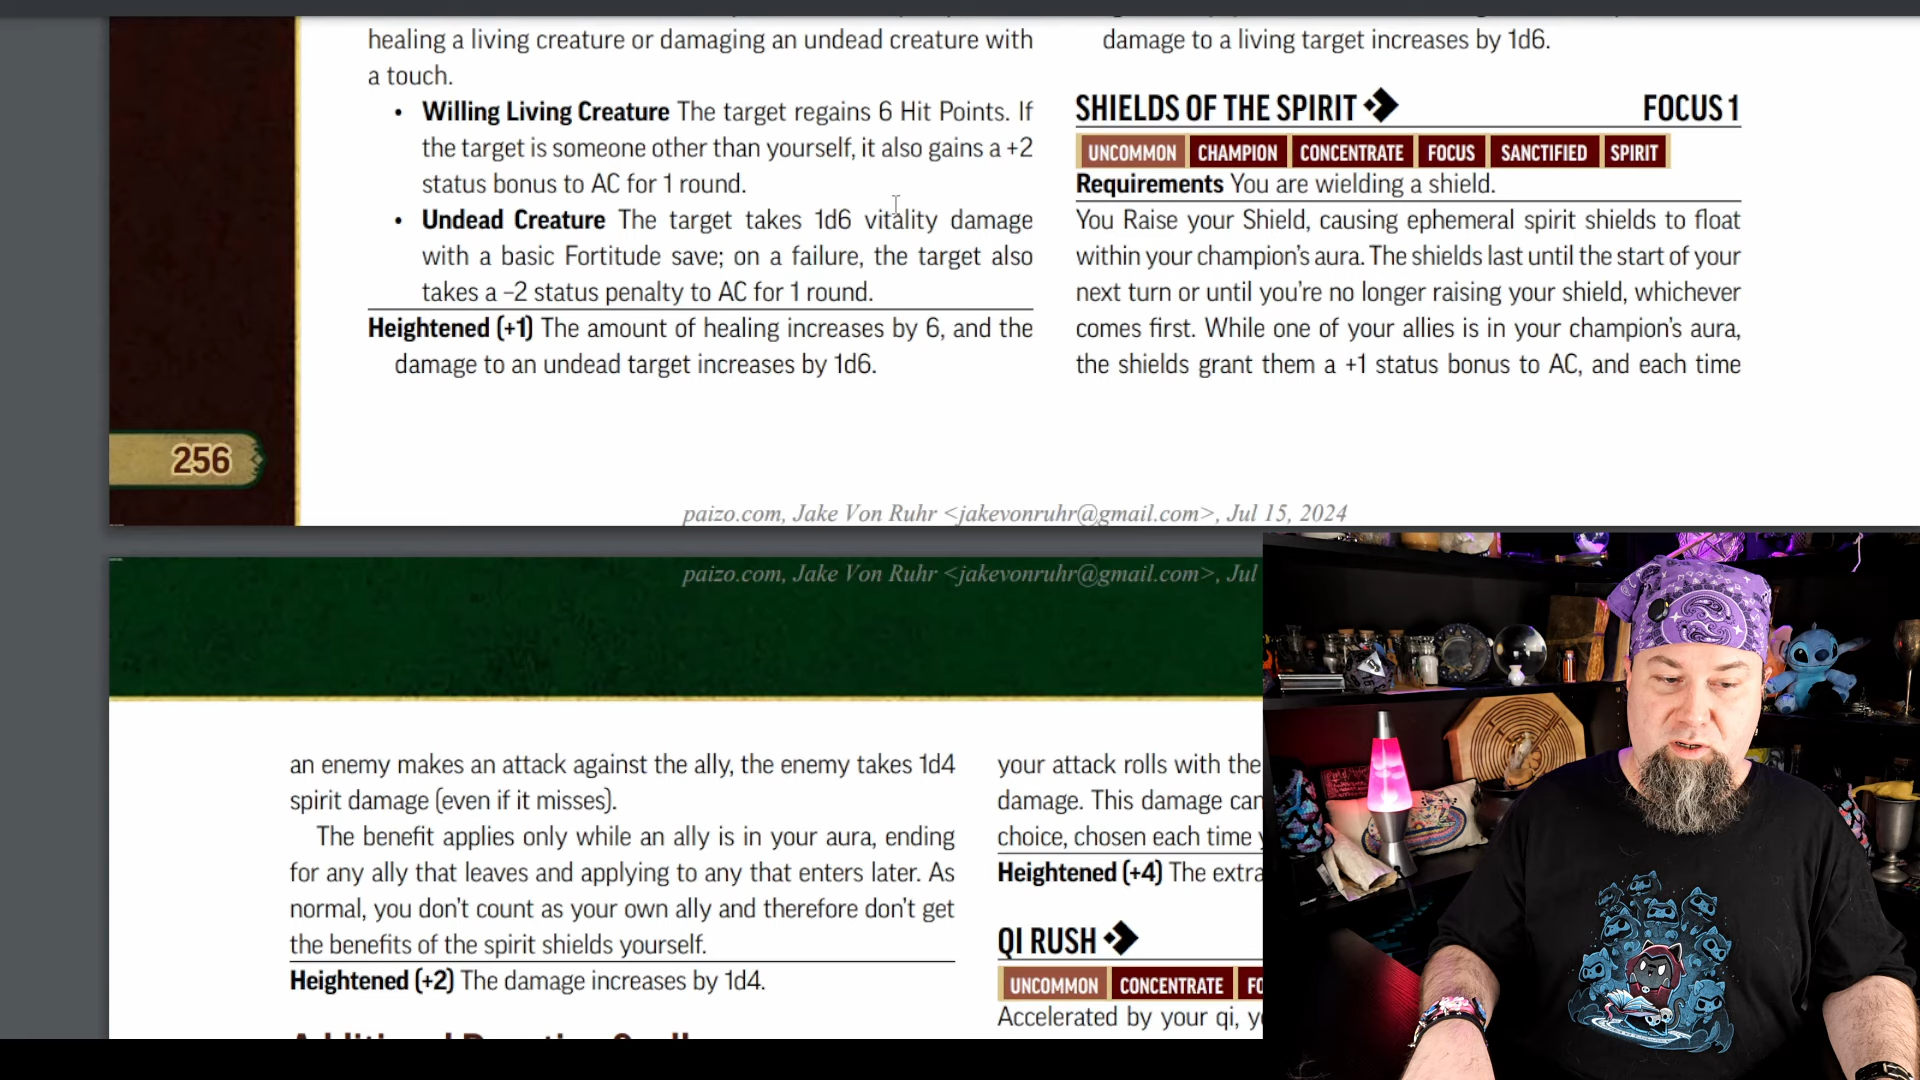 healing a living creature or damaging an undead creature with
a touch.
• Willing Living Creature The target regains 6 Hit Points. If
the target is someone other than yourself, it also gains a +2
status bonus to AC for 1 round.
• Undead Creature The target takes 1d6 vitality damage
with a basic Fortitude save; on a failure, the target also
takes a –2 status penalty to AC for 1 round.
Heightened (+1) The amount of healing increases by 6, and the
damage to an undead target increases by 1d6.
damage to a living target increases by 1d6.
SHIELDS OF THE SPIRIT FOCUS 1
UNCOMMON CHAMPION CONCENTRATE FOCUS SANCTIFIED SPIRIT
Requirements You are wielding a shield.
You Raise your Shield, causing ephemeral spirit shields to float
within your champion's aura. The shields last until the start of your
next turn or until you're no longer raising your shield, whichever
comes first. While one of your allies is in your champion's aura,
the shields grant them a +1 status bonus to AC, and each time
256
paizo.com, Jake Von Ruhr <jakevonruhr@gmail.com>, Jul 15, 2024
paizo.com, Jake Von Ruhr <jakevonruhr@gmail.com>, Jul
an enemy makes an attack against the ally, the enemy takes 1d4
spirit damage (even if it misses).
The benefit applies only while an ally is in your aura, ending
for any ally that leaves and applying to any that enters later. As
normal, you don't count as your own ally and therefore don't get
the benefits of the spirit shields yourself.
Heightened (+2) The damage increases by 1d4.
your attack rolls with the
damage. This damage can
choice, chosen each time
Heightened (+4) The extra
QI RUSH
UNCOMMON CONCENTRATE FO
Accelerated by your qi, y